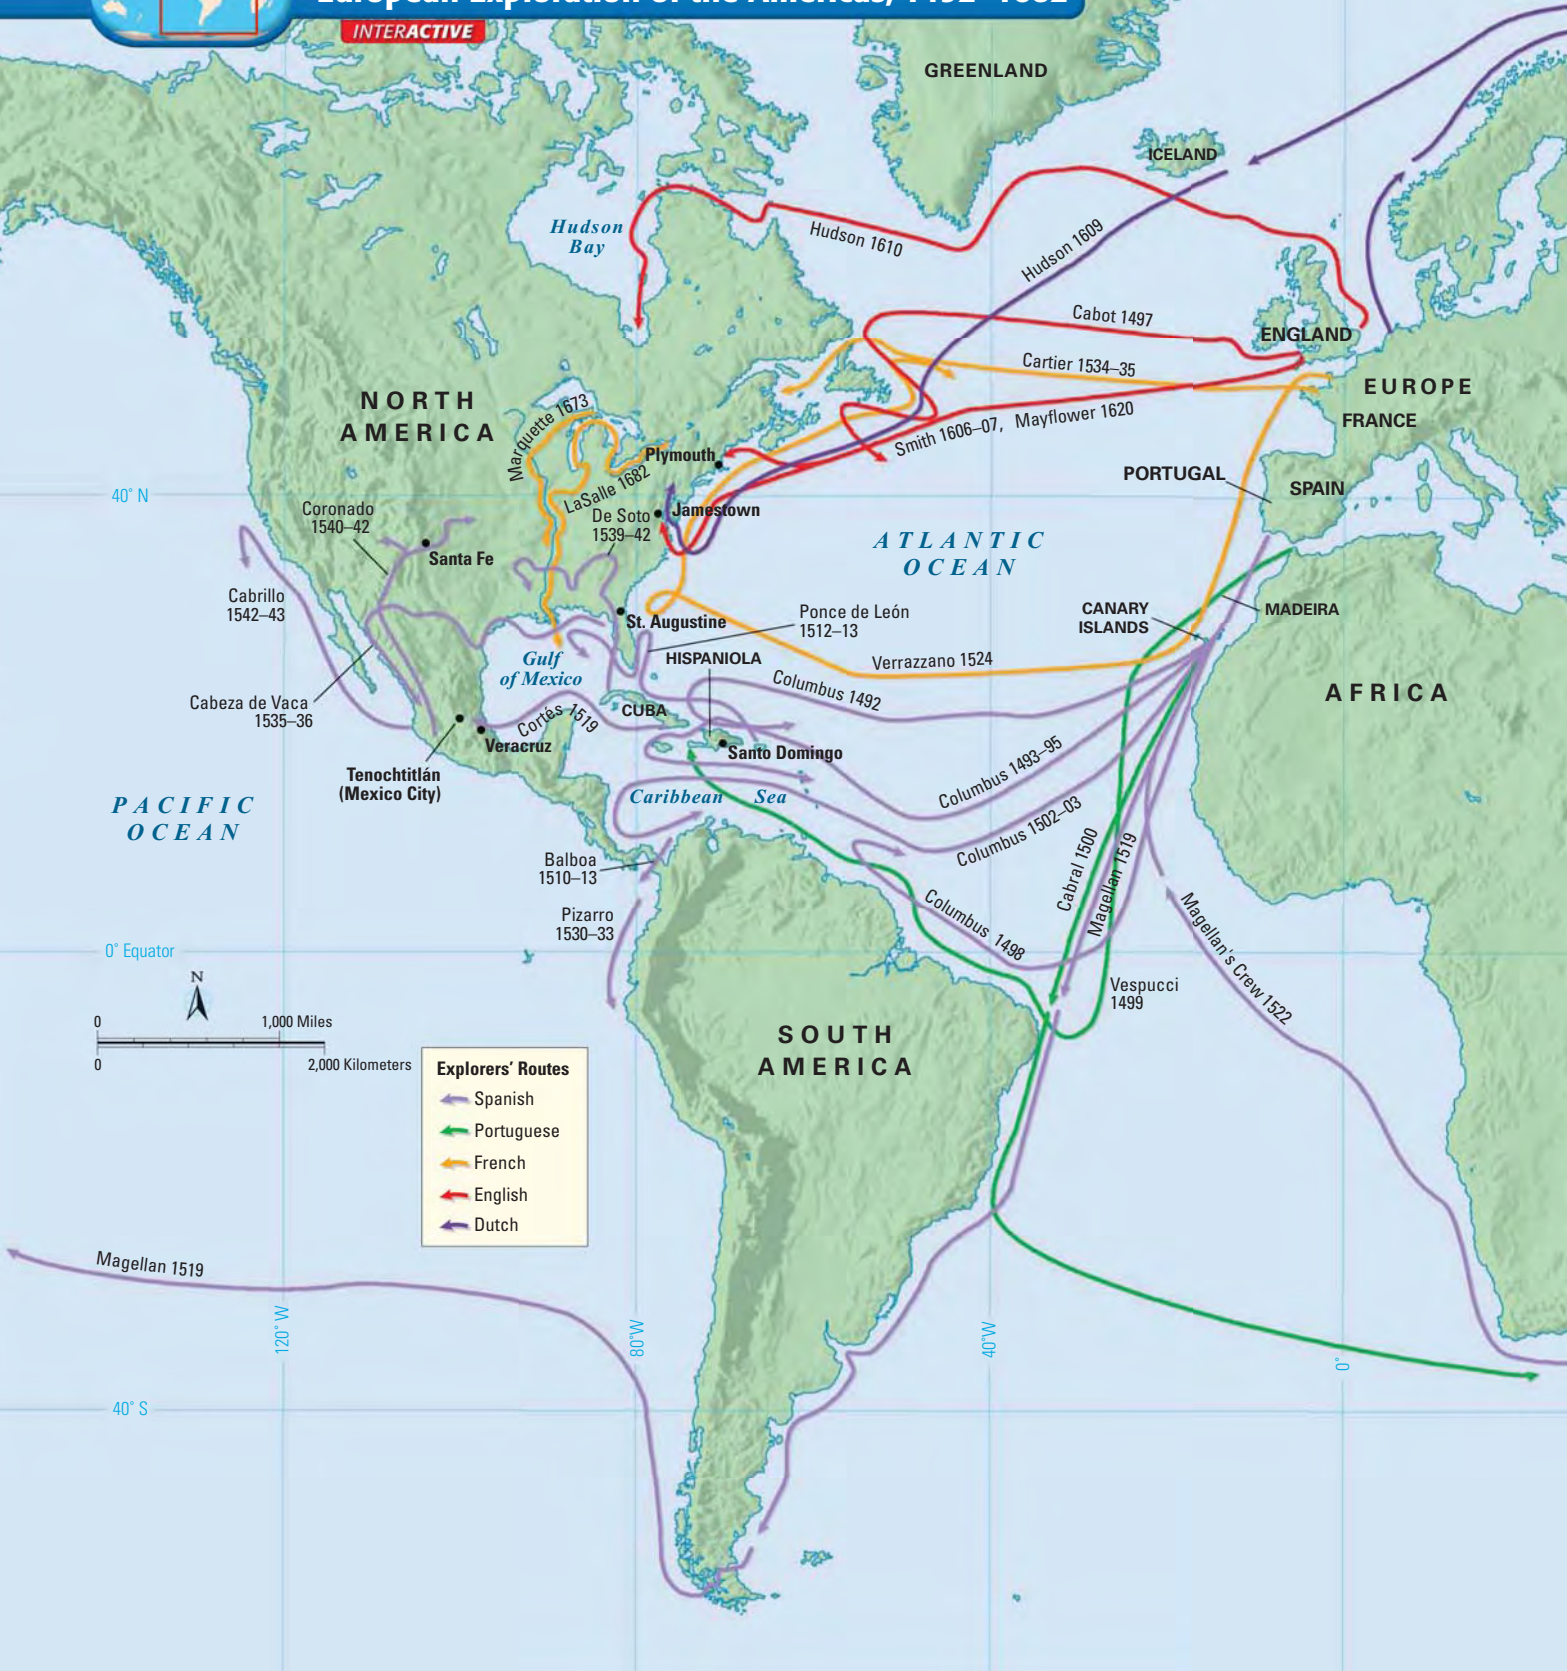 European Exploration of the Americas, 1492–1682
INTERACTIVE
GREENLAND
ICELAND
Hudson
Bay
Hudson 1610
Hudson 1609
Cabot 1497
ENGLAND
Cartier 1534–35
EUROPE
FRANCE
NORTH
AMERICA
Marquette 1673
Smith 1606–07, Mayflower 1620
Plymouth
PORTUGAL
SPAIN
LaSalle 1682
40° N
Coronado
1540–42
De Soto
1539–42
Jamestown
ATLANTIC
OCEAN
Santa Fe
Cabrillo
1542–43
St. Augustine
Ponce de León
1512–13
CANARY
ISLANDS
MADEIRA
Gulf
of Mexico
HISPANIOLA
Verrazzano 1524
Columbus 1492
AFRICA
Cabeza de Vaca
1535–36
Cortés 1519
CUBA
Veracruz
Santo Domingo
Tenochtitlán
(Mexico City)
Columbus 1493–95
PACIFIC
OCEAN
Caribbean Sea
Columbus 1502–03
Cabral 1500
Magellan 1519
Balboa
1510–13
Pizarro
1530–33
Columbus 1498
Magellan's Crew 1522
0° Equator
Vespucci
1499
N
0 1,000 Miles
0 2,000 Kilometers
SOUTH
AMERICA
Explorers' Routes
Spanish
Portuguese
French
English
Dutch
Magellan 1519
120° W
80°W
40°W
0°
40° S